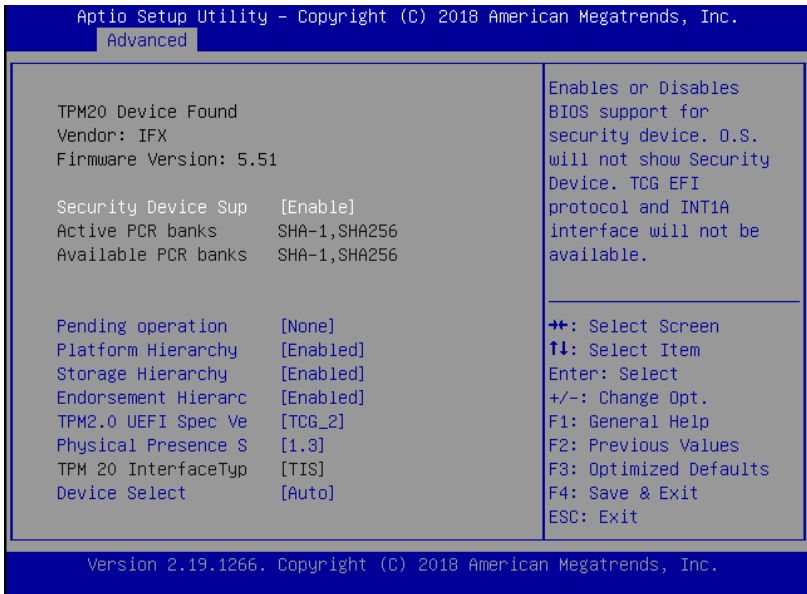 Aptio Setup Utility – Copyright (C) 2018 American Megatrends, Inc.
Advanced
TPM20 Device Found
Vendor: IFX
Firmware Version: 5.51
Security Device Sup [Enable]
Active PCR banks SHA-1,SHA256
Available PCR banks SHA-1,SHA256
Pending operation [None]
Platform Hierarchy [Enabled]
Storage Hierarchy [Enabled]
Endorsement Hierarc [Enabled]
TPM2.0 UEFI Spec Ve [TCG_2]
Physical Presence S [1.3]
TPM 20 InterfaceTyp [TIS]
Device Select [Auto]
Enables or Disables
BIOS support for
security device. O.S.
will not show Security
Device. TCG EFI
protocol and INT1A
interface will not be
available.
→←: Select Screen
↑↓: Select Item
Enter: Select
+/-: Change Opt.
F1: General Help
F2: Previous Values
F3: Optimized Defaults
F4: Save & Exit
ESC: Exit
Version 2.19.1266. Copyright (C) 2018 American Megatrends, Inc.